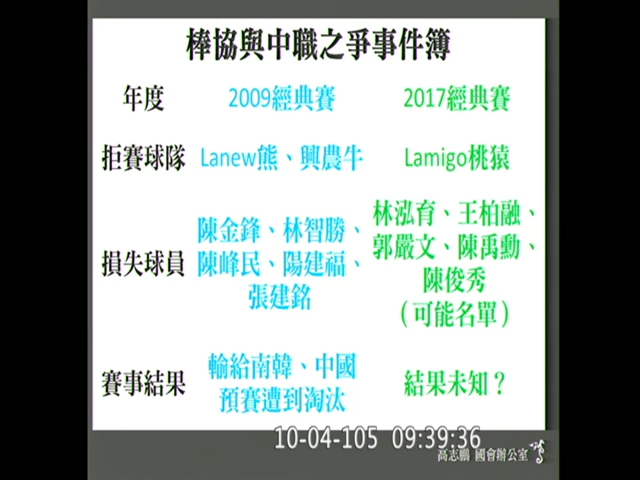 棒協與中職之爭事件簿
年度 2009經典賽 2017經典賽
拒賽球隊 Lanew熊、興農牛 Lamigo桃猿
損失球員
陳金鋒、林智勝、
陳峰民、陽建福、
張建銘
林泓育、王柏融、
郭嚴文、陳禹勳、
陳俊秀
（可能名單）
賽事結果
輸給南韓、中國
預賽遭到淘汰
結果未知？
10-04-105 09:39:36
高志鵬 國會辦公室